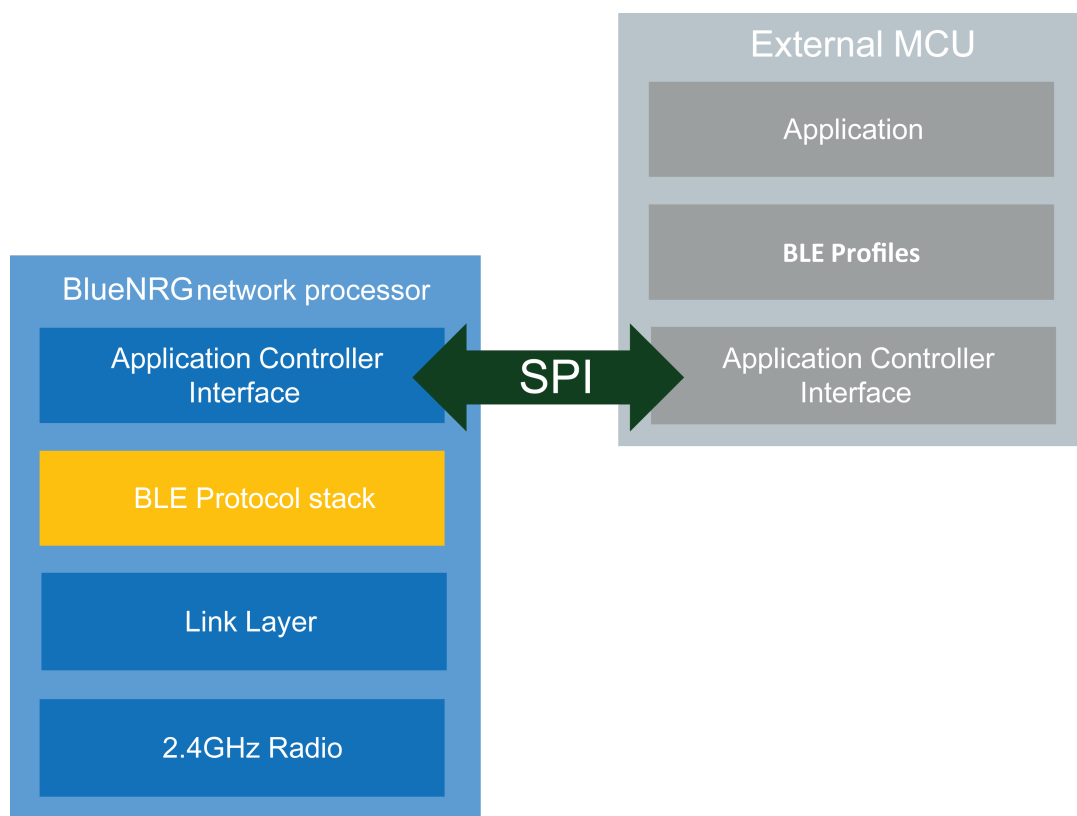 External MCU
Application
BLE Profiles
Application Controller
Interface
BlueNRG network processor
Application Controller
Interface
SPI
BLE Protocol stack
Link Layer
2.4GHz Radio